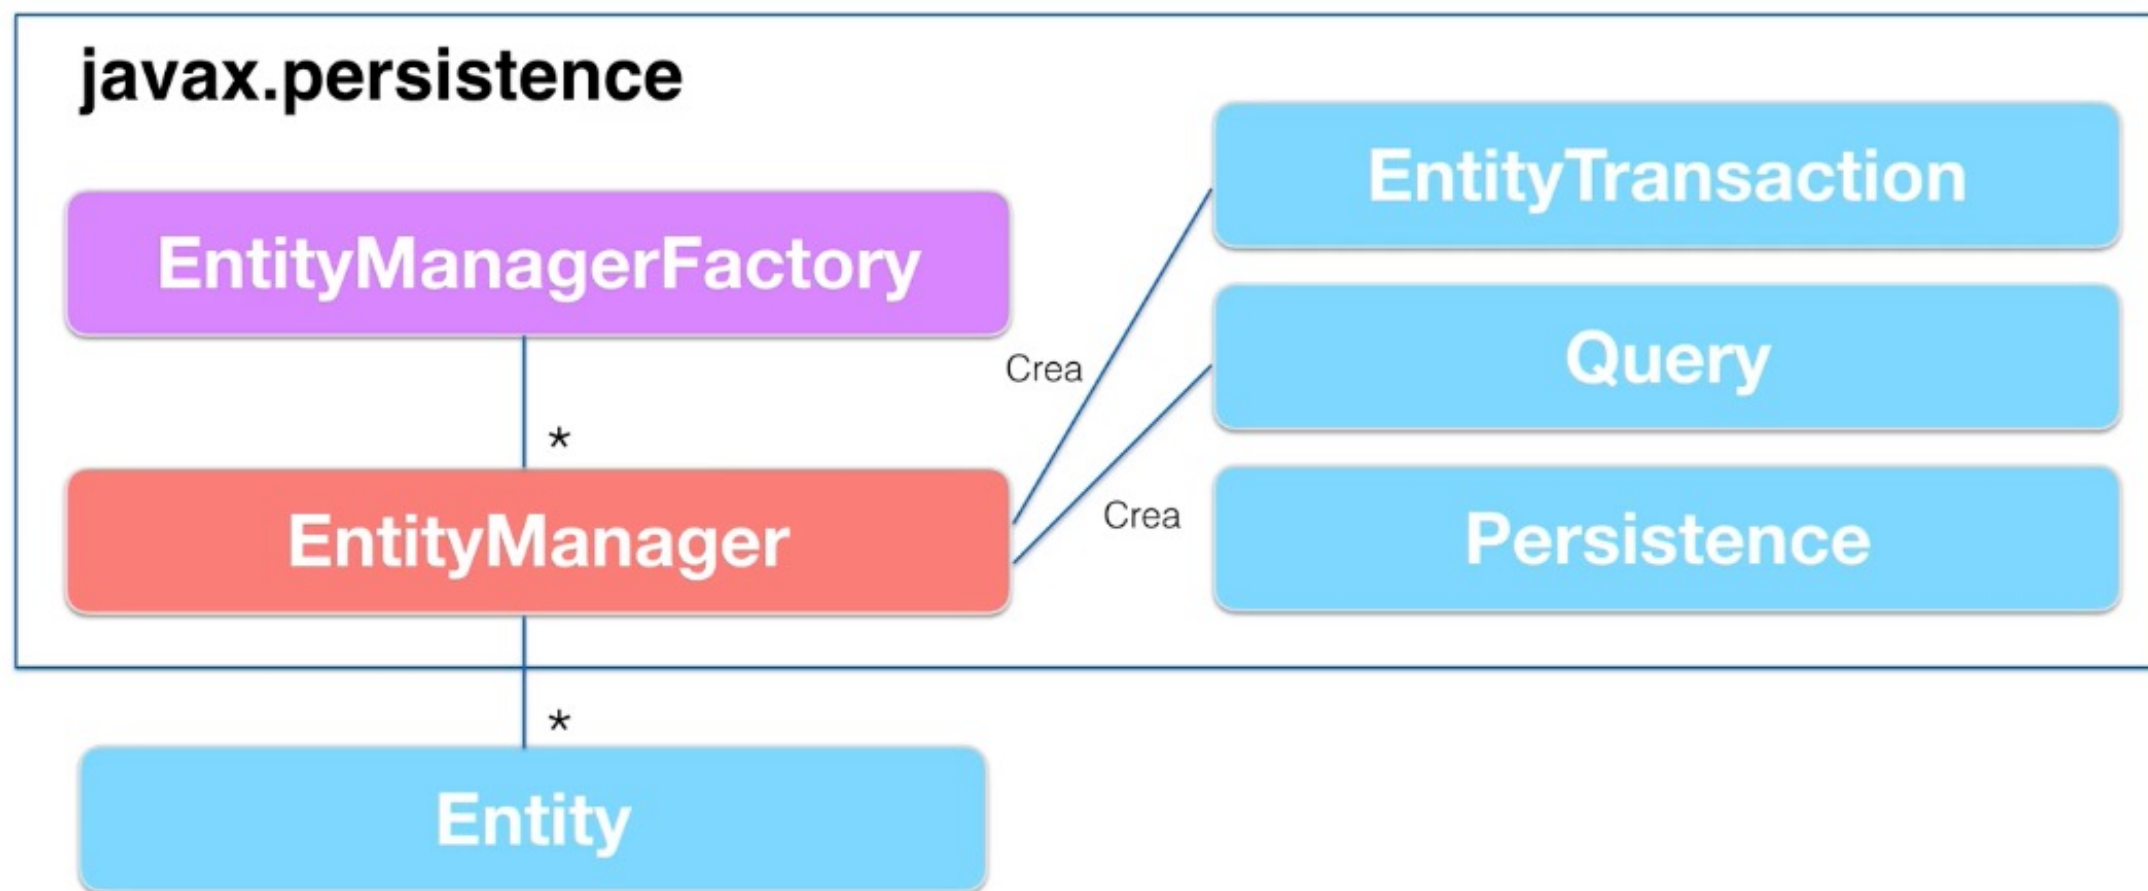 javax.persistence
EntityManagerFactory
*
EntityManager
*
Entity
Crea
Crea
EntityTransaction
Query
Persistence